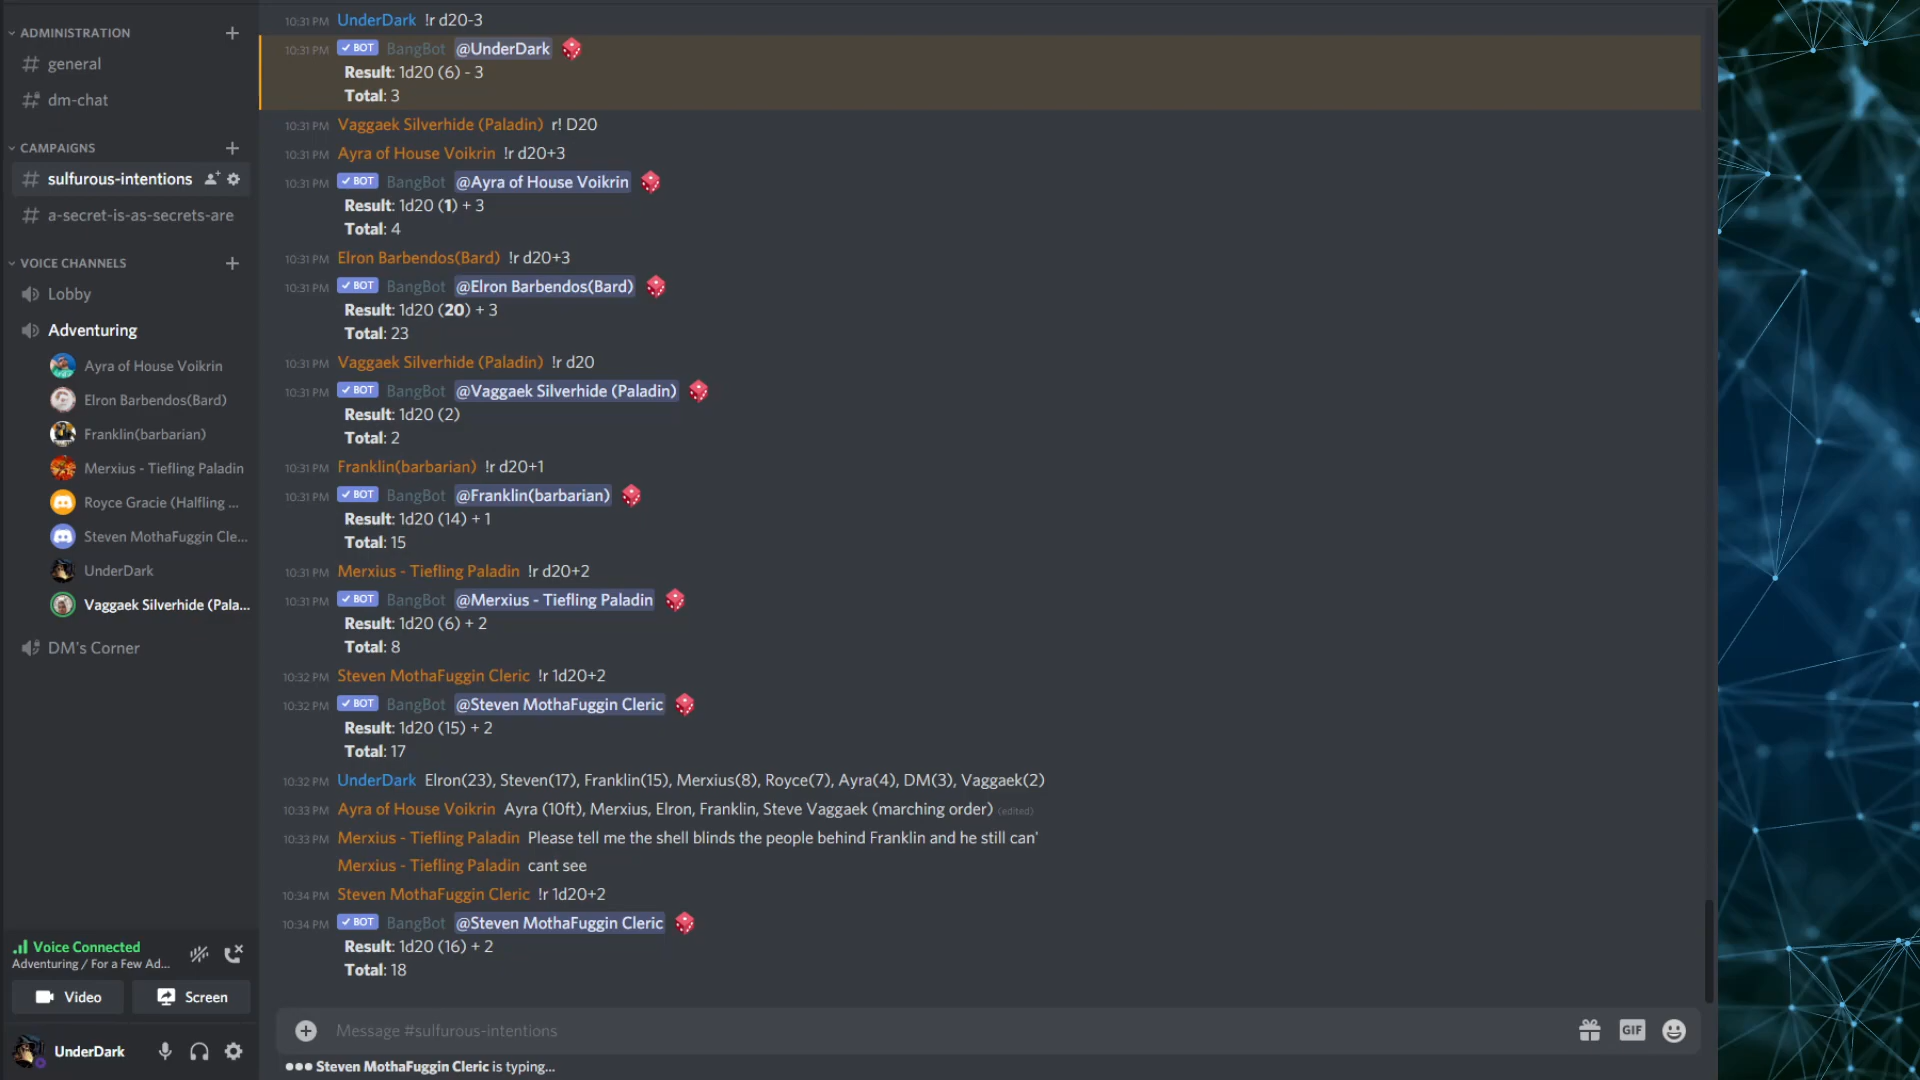 ADMINISTRATION
general
dm-chat
CAMPAIGNS
sulfurous-intentions
a-secret-is-as-secrets-are
VOICE CHANNELS
Lobby
Adventuring
Ayra of House Voikrin
Elron Barbendos(Bard)
Franklin(barbarian)
Merxius - Tiefling Paladin
Royce Gracie (Halfling ...
Steven MothaFuggin Cle...
UnderDark
Vaggaek Silverhide (Pala...
DM's Corner
Voice Connected
Adventuring / For a Few Ad...
Video
Screen
UnderDark
10:31 PM UnderDark !r d20-3
10:31 PM BOT BangBot @UnderDark
Result: 1d20 (6) - 3
Total: 3
10:31 PM Vaggaek Silverhide (Paladin) r! D20
10:31 PM Ayra of House Voikrin !r d20+3
10:31 PM BOT BangBot @Ayra of House Voikrin
Result: 1d20 (1) + 3
Total: 4
10:31 PM Elron Barbendos(Bard) !r d20+3
10:31 PM BOT BangBot @Elron Barbendos(Bard)
Result: 1d20 (20) + 3
Total: 23
10:31 PM Vaggaek Silverhide (Paladin) !r d20
10:31 PM BOT BangBot @Vaggaek Silverhide (Paladin)
Result: 1d20 (2)
Total: 2
10:31 PM Franklin(barbarian) !r d20+1
10:31 PM BOT BangBot @Franklin(barbarian)
Result: 1d20 (14) + 1
Total: 15
10:31 PM Merxius - Tiefling Paladin !r d20+2
10:31 PM BOT BangBot @Merxius - Tiefling Paladin
Result: 1d20 (6) + 2
Total: 8
10:32 PM Steven MothaFuggin Cleric !r 1d20+2
10:32 PM BOT BangBot @Steven MothaFuggin Cleric
Result: 1d20 (15) + 2
Total: 17
10:32 PM UnderDark Elron(23), Steven(17), Franklin(15), Merxius(8), Royce(7), Ayra(4), DM(3), Vaggaek(2)
10:33 PM Ayra of House Voikrin Ayra (10ft), Merxius, Elron, Franklin, Steve Vaggaek (marching order) (edited)
10:33 PM Merxius - Tiefling Paladin Please tell me the shell blinds the people behind Franklin and he still can'
Merxius - Tiefling Paladin cant see
10:34 PM Steven MothaFuggin Cleric !r 1d20+2
10:34 PM BOT BangBot @Steven MothaFuggin Cleric
Result: 1d20 (16) + 2
Total: 18
Message #sulfurous-intentions
GIF
Steven MothaFuggin Cleric is typing...